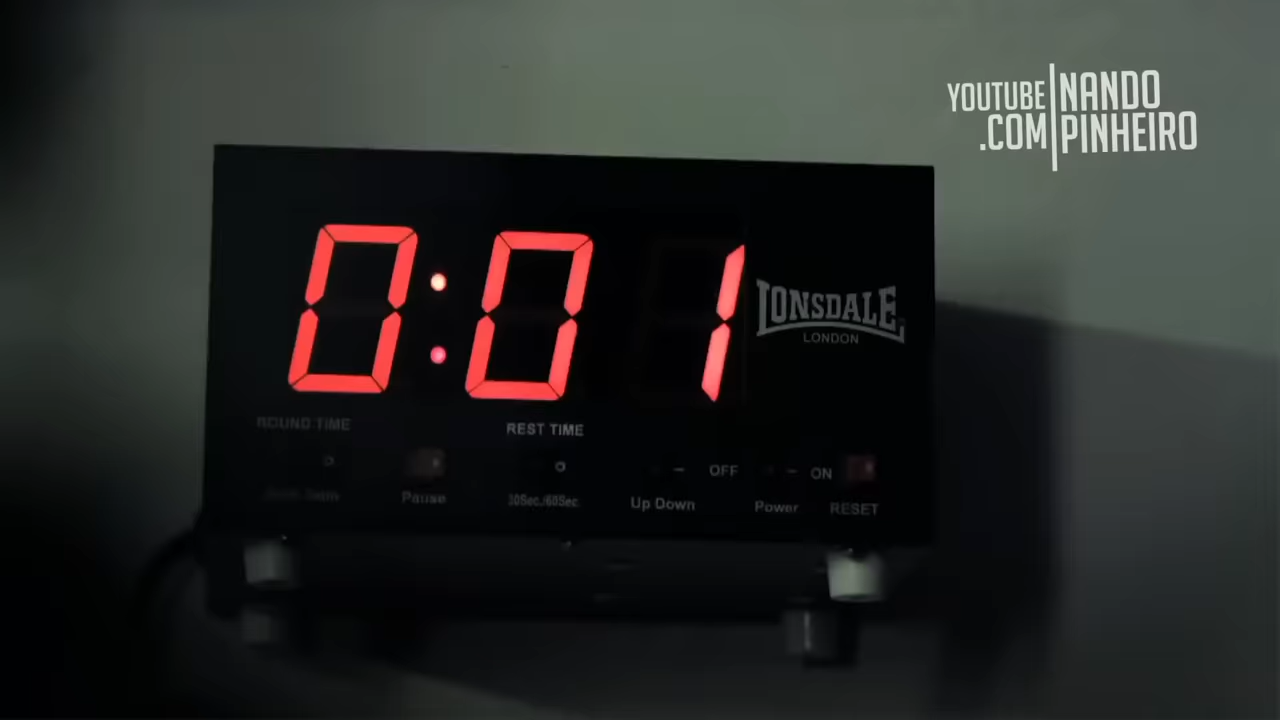 YOUTUBE
.COM
NANDO
PINHEIRO
0:01
LONSDALE
LONDON
ROUND TIME
REST TIME
OFF
ON
Pause
30Sec./60Sec.
Up Down
Power
RESET